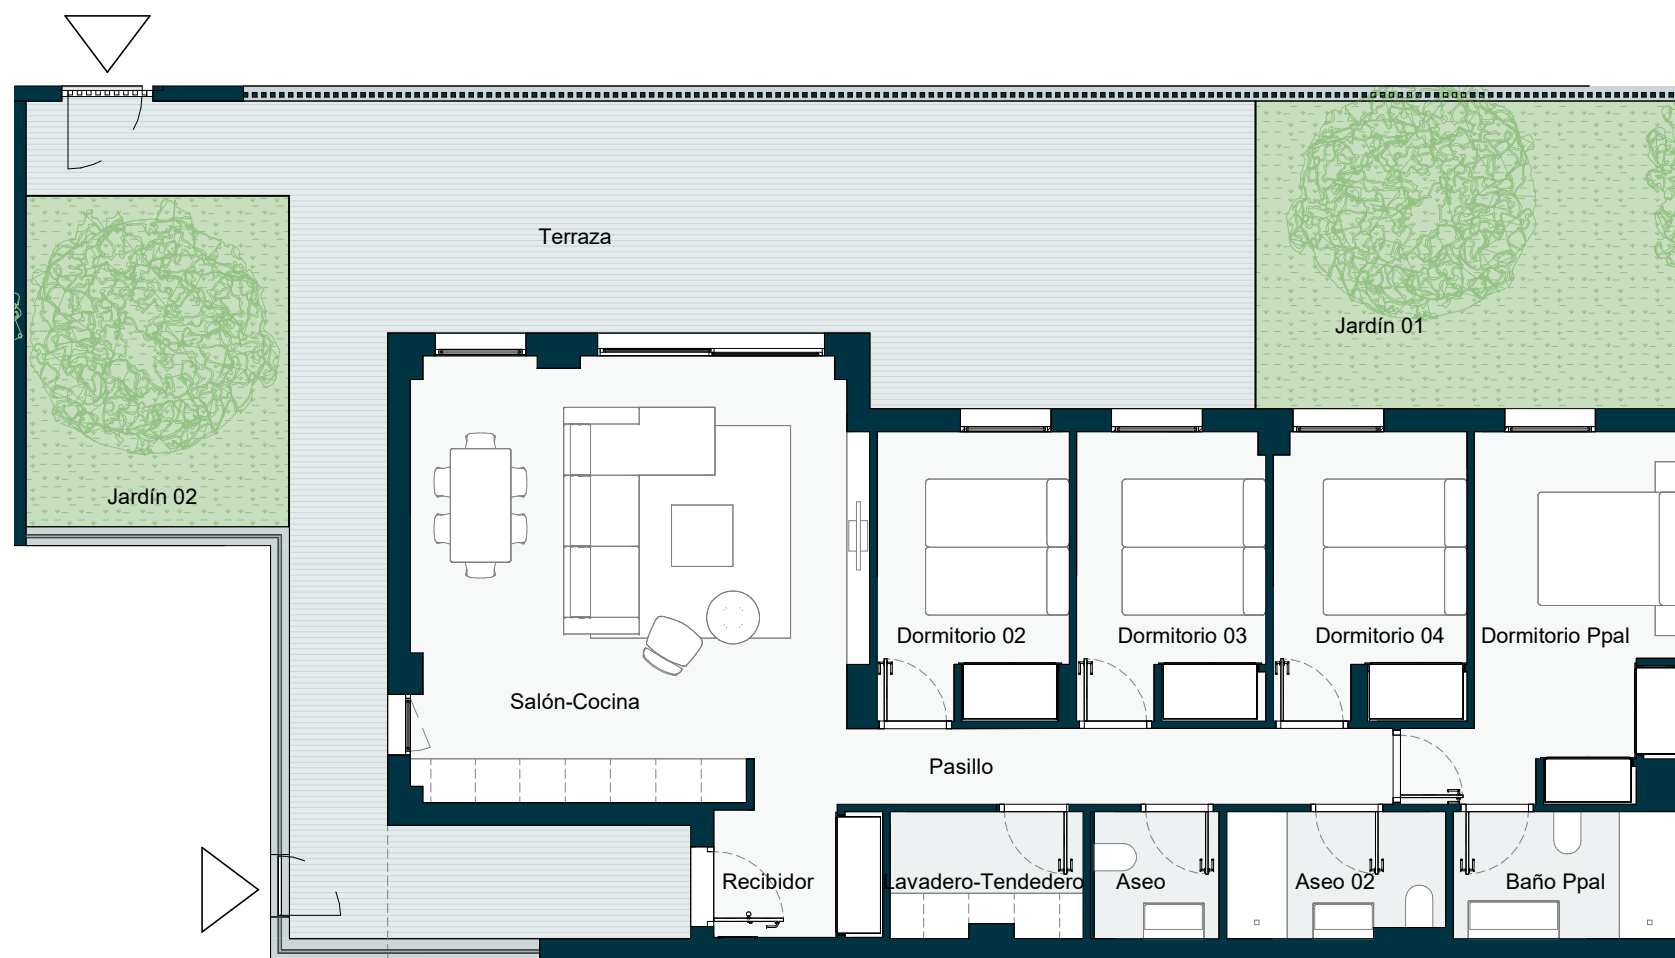 Terraza
Jardín 01
Jardín 02
Dormitorio 02
Dormitorio 03
Dormitorio 04
Dormitorio Ppal
Salón-Cocina
Pasillo
Recibidor
Lavadero-Tendedero
Aseo
Aseo 02
Baño Ppal